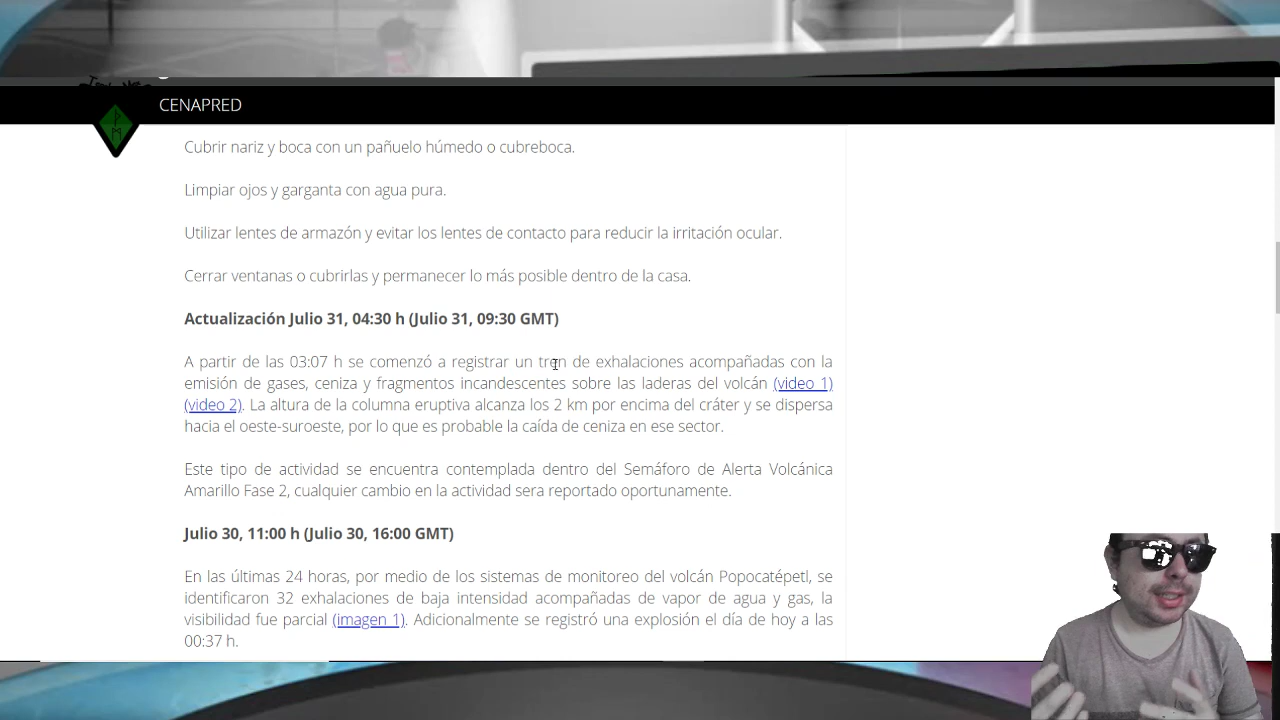 CENAPRED
Cubrir nariz y boca con un pañuelo húmedo o cubreboca.
Limpiar ojos y garganta con agua pura.
Utilizar lentes de armazón y evitar los lentes de contacto para reducir la irritación ocular.
Cerrar ventanas o cubrirlas y permanecer lo más posible dentro de la casa.
Actualización Julio 31, 04:30 h (Julio 31, 09:30 GMT)
A partir de las 03:07 h se comenzó a registrar un tren de exhalaciones acompañadas con la
emisión de gases, ceniza y fragmentos incandescentes sobre las laderas del volcán (video 1)
(video 2). La altura de la columna eruptiva alcanza los 2 km por encima del cráter y se dispersa
hacia el oeste-suroeste, por lo que es probable la caída de ceniza en ese sector.
Este tipo de actividad se encuentra contemplada dentro del Semáforo de Alerta Volcánica
Amarillo Fase 2, cualquier cambio en la actividad sera reportado oportunamente.
Julio 30, 11:00 h (Julio 30, 16:00 GMT)
En las últimas 24 horas, por medio de los sistemas de monitoreo del volcán Popocatépetl, se
identificaron 32 exhalaciones de baja intensidad acompañadas de vapor de agua y gas, la
visibilidad fue parcial (imagen 1). Adicionalmente se registró una explosión el día de hoy a las
00:37 h.